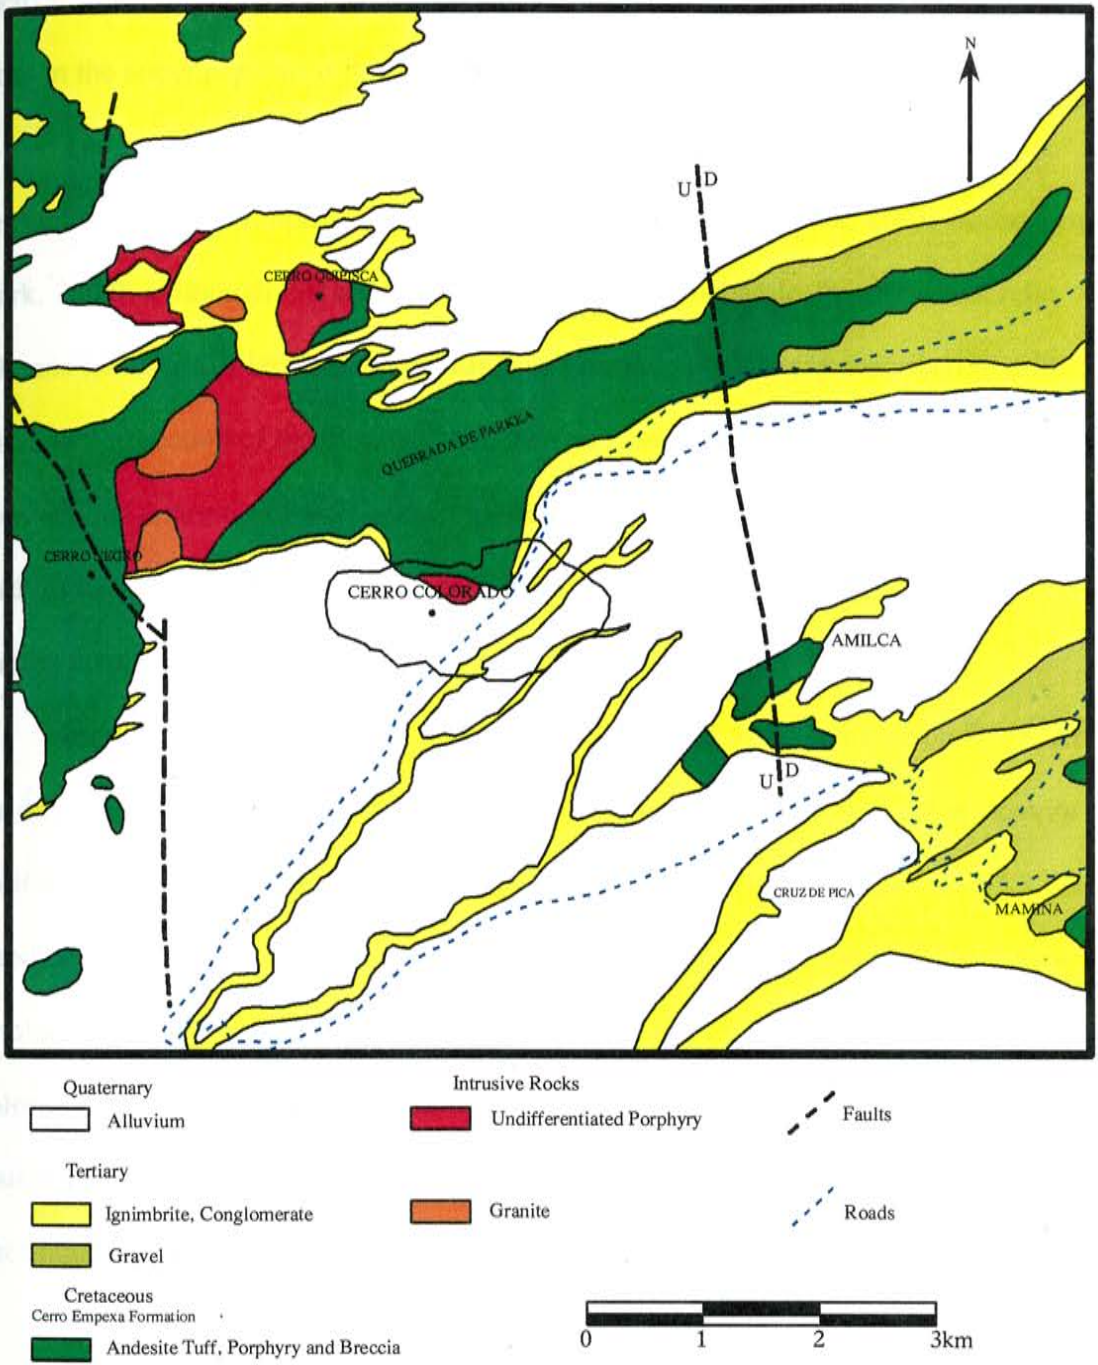 N
U D
CERRO QUIPISCA
QUEBRADA DE PARKKA
CERRO NEGRO
CERRO COLORADO
AMILCA
U D
CRUZ DE PICA
MAMINA
Quaternary
Alluvium
Tertiary
Ignimbrite, Conglomerate
Gravel
Cretaceous
Cerro Empexa Formation
Andesite Tuff, Porphyry and Breccia
Intrusive Rocks
Undifferentiated Porphyry
Granite
Faults
Roads
0 1 2 3km